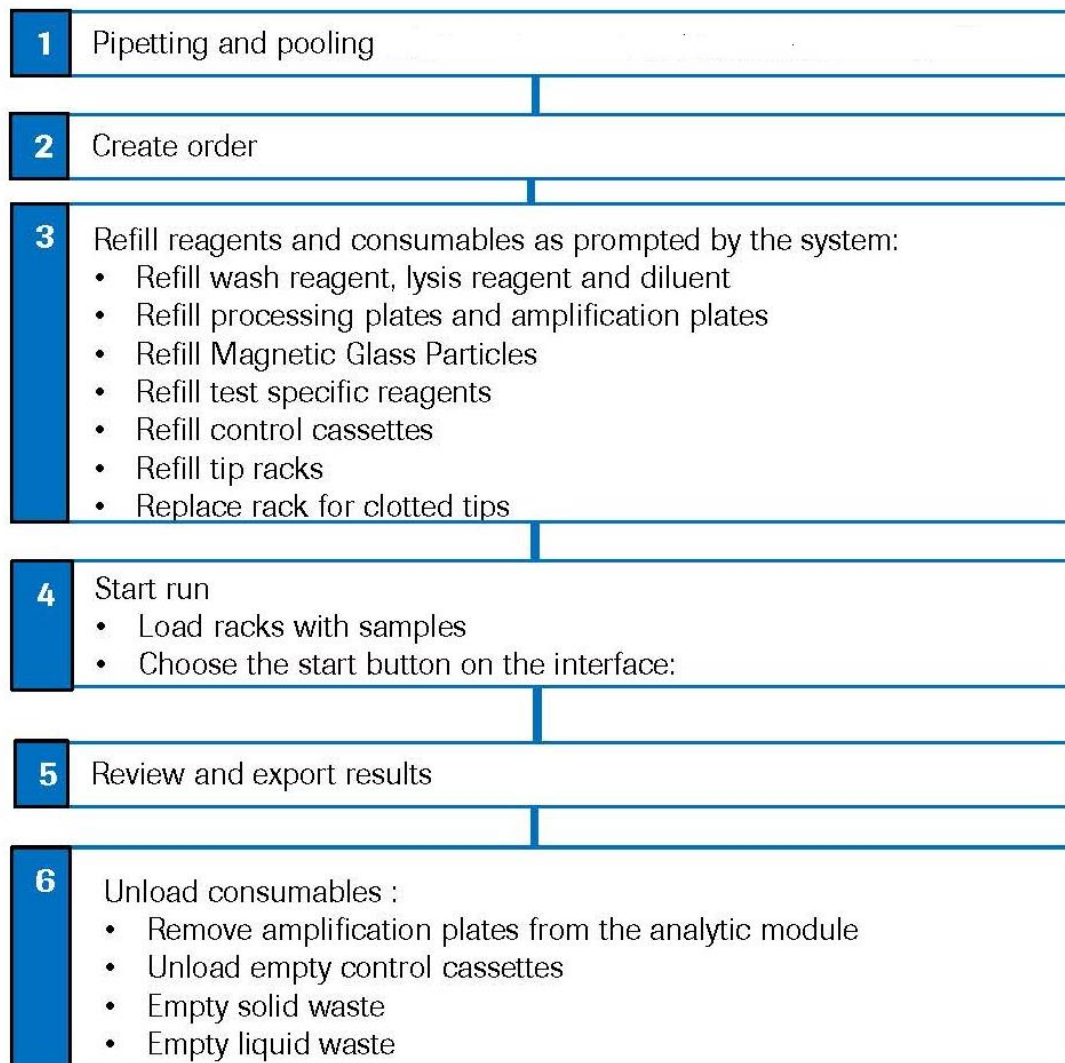 1 Pipetting and pooling
2 Create order
3 Refill reagents and consumables as prompted by the system:
• Refill wash reagent, lysis reagent and diluent
• Refill processing plates and amplification plates
• Refill Magnetic Glass Particles
• Refill test specific reagents
• Refill control cassettes
• Refill tip racks
• Replace rack for clotted tips
4 Start run
• Load racks with samples
• Choose the start button on the interface:
5 Review and export results
6 Unload consumables :
• Remove amplification plates from the analytic module
• Unload empty control cassettes
• Empty solid waste
• Empty liquid waste